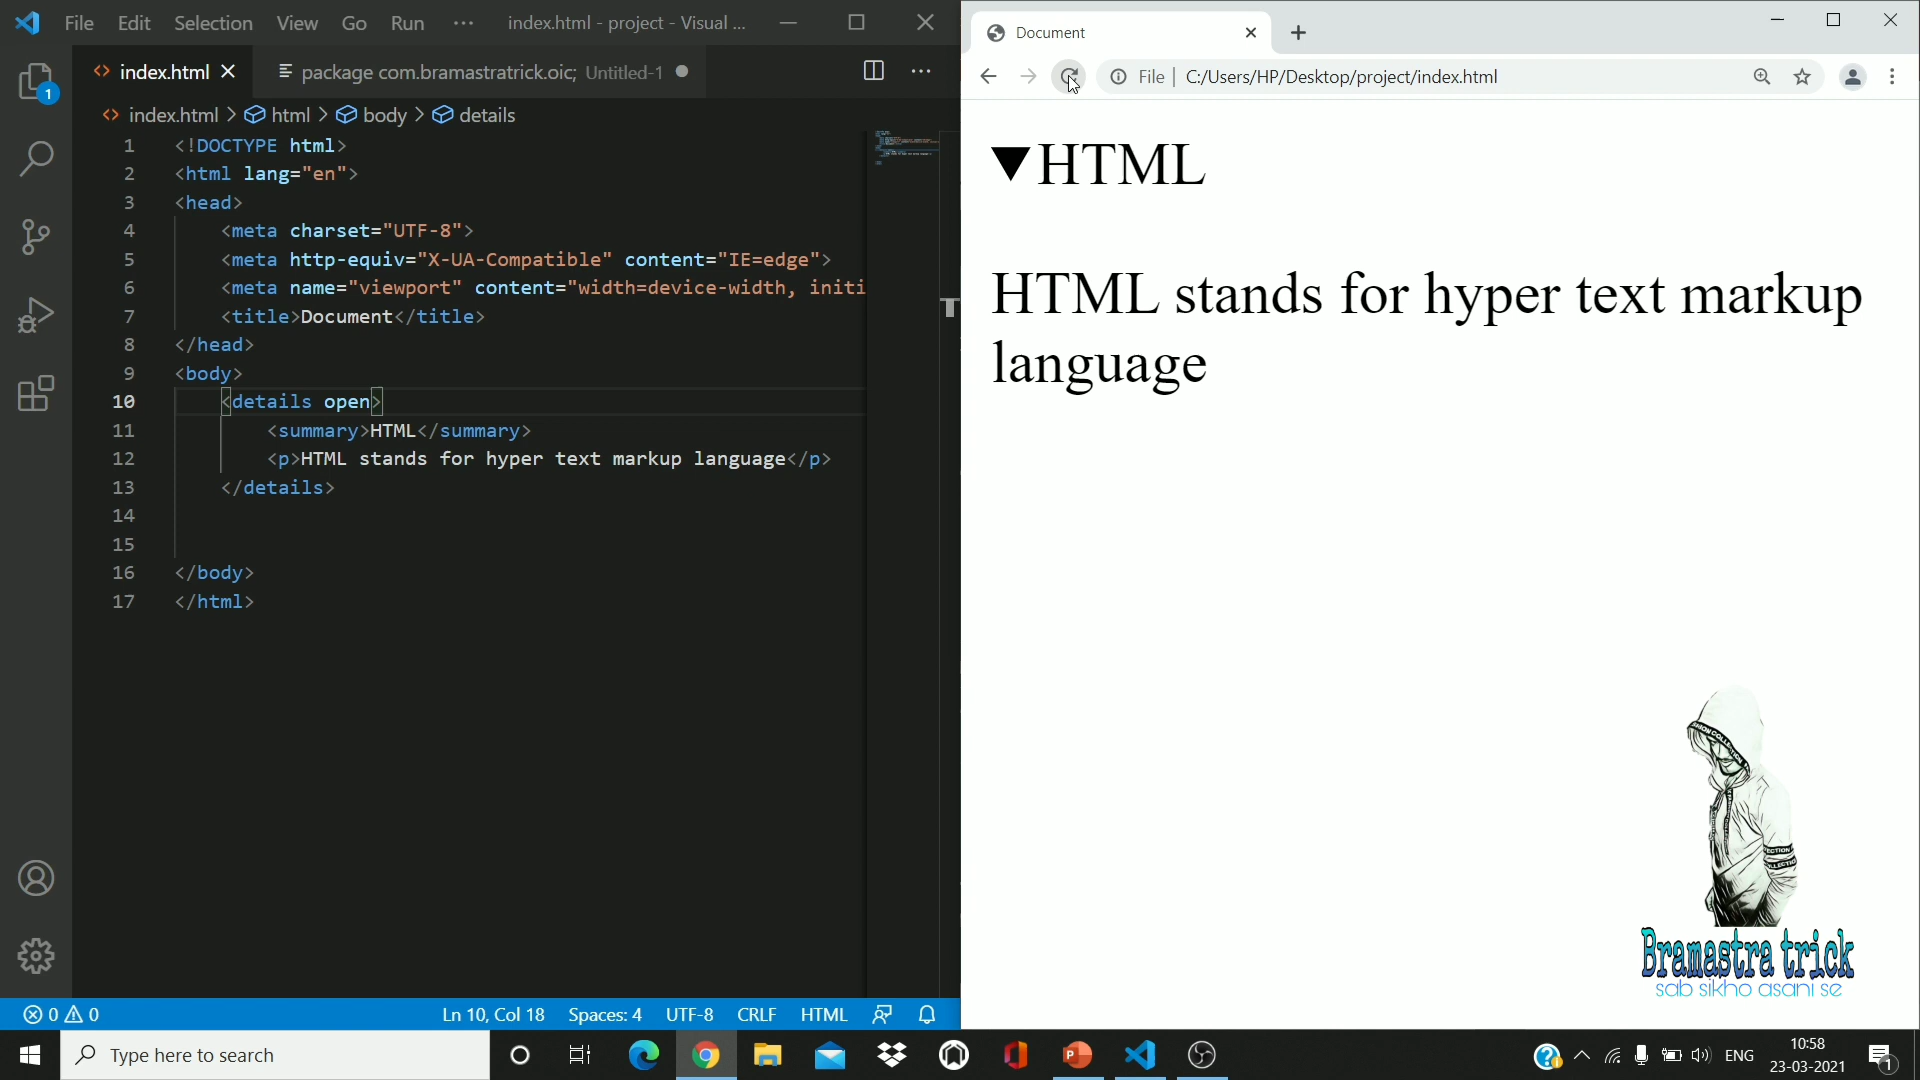 File Edit Selection View Go Run ··· index.html - project - Visual ...
index.html package com.bramastratrick.oic; Untitled-1
1
index.html > html > body > details
1 <!DOCTYPE html>
2 <html lang="en">
3 <head>
4 <meta charset="UTF-8">
5 <meta http-equiv="X-UA-Compatible" content="IE=edge">
6 <meta name="viewport" content="width=device-width, initi
7 <title>Document</title>
8 </head>
9 <body>
10 <details open>
11 <summary>HTML</summary>
12 <p>HTML stands for hyper text markup language</p>
13 </details>
14
15
16 </body>
17 </html>
0 0 Ln 10, Col 18 Spaces: 4 UTF-8 CRLF HTML
Document
File | C:/Users/HP/Desktop/project/index.html
▼HTML
HTML stands for hyper text markup
language
Bramastra trick
sab sikho asani se
Type here to search
ENG
10:58
23-03-2021
1